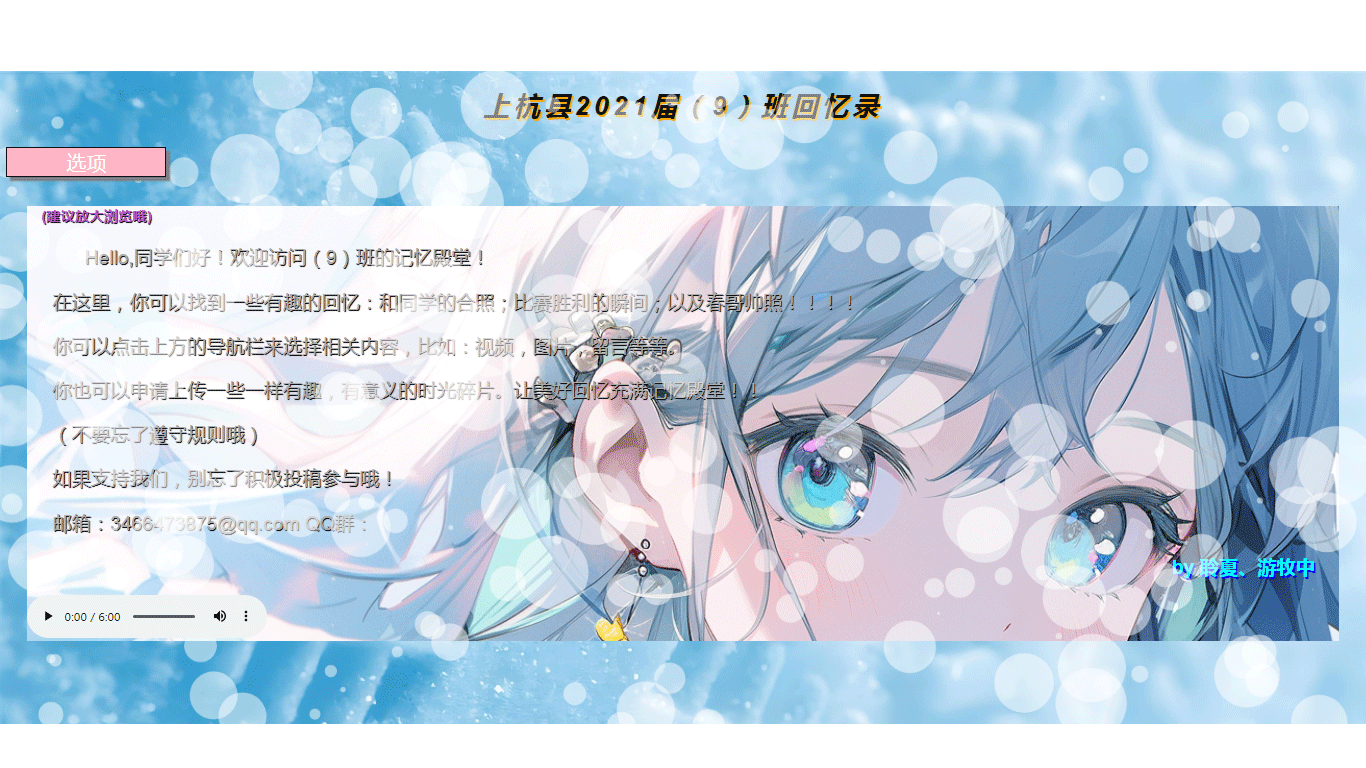 上杭县2021届（9）班回忆录
选项
(建议放大浏览哦)
Hello,同学们好！欢迎访问（9）班的记忆殿堂！
在这里，你可以找到一些有趣的回忆：和同学的合照；比赛胜利的瞬间；以及春哥帅照！！！！
你可以点击上方的导航栏来选择相关内容，比如：视频，图片，留言等等。
你也可以申请上传一些一样有趣，有意义的时光碎片。让美好回忆充满记忆殿堂！！
（不要忘了遵守规则哦）
如果支持我们，别忘了积极投稿参与哦！
邮箱：3466479875@qq.com QQ群：
by 聆夏、游牧中
0:00 / 6:00